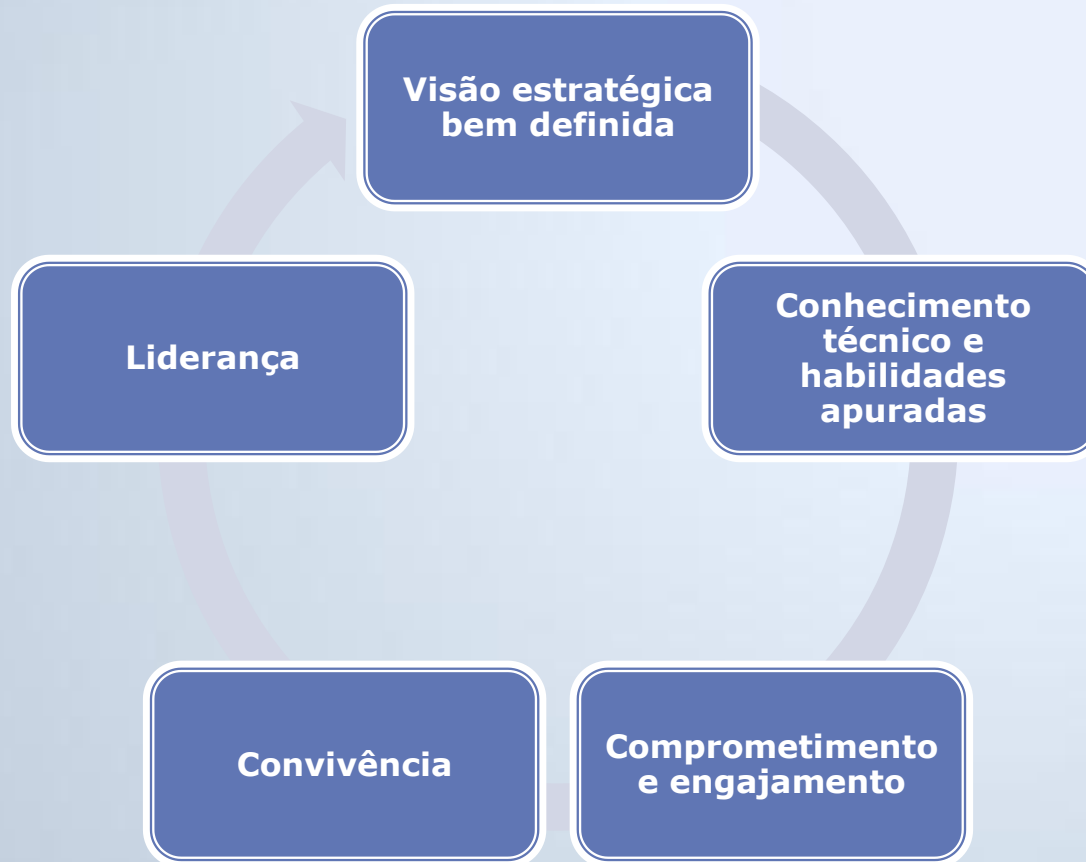 Visão estratégica
bem definida
Conhecimento
técnico e
habilidades
apuradas
Comprometimento
e engajamento
Convivência
Liderança